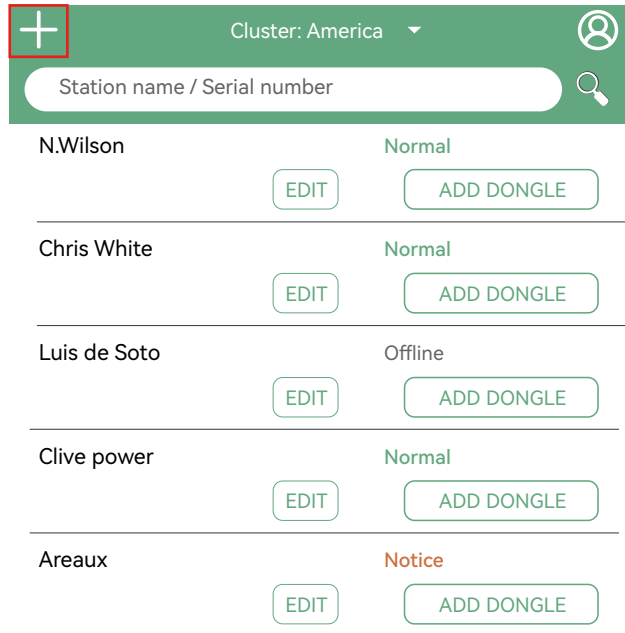 Cluster: America
Station name / Serial number
N.Wilson Normal
EDIT ADD DONGLE
Chris White Normal
EDIT ADD DONGLE
Luis de Soto Offline
EDIT ADD DONGLE
Clive power Normal
EDIT ADD DONGLE
Areaux Notice
EDIT ADD DONGLE